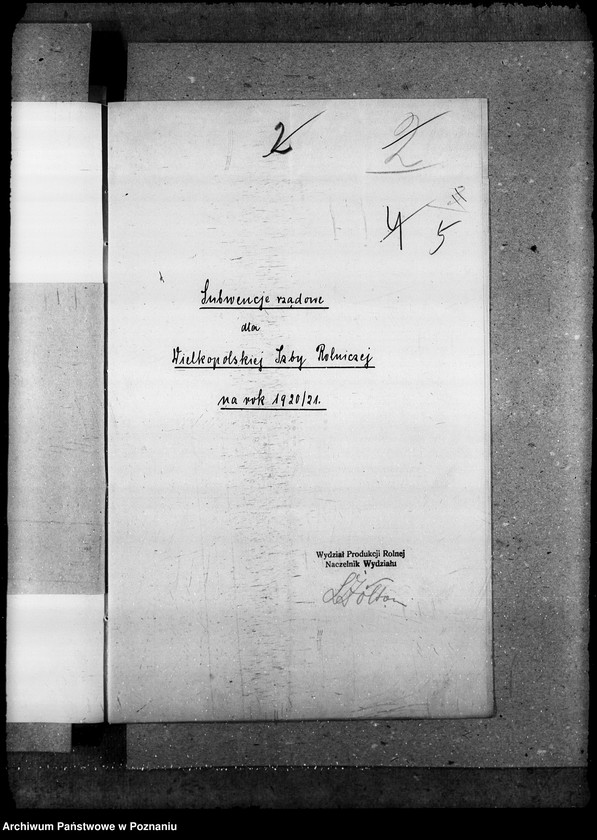 2
2
4
5
Subwencje rządowe
dla
Wielkopolskiej Izby Rolniczej
na rok 1920/21.
Wydział Produkcji Rolnej
Naczelnik Wydziału
Archiwum Państwowe w Poznaniu